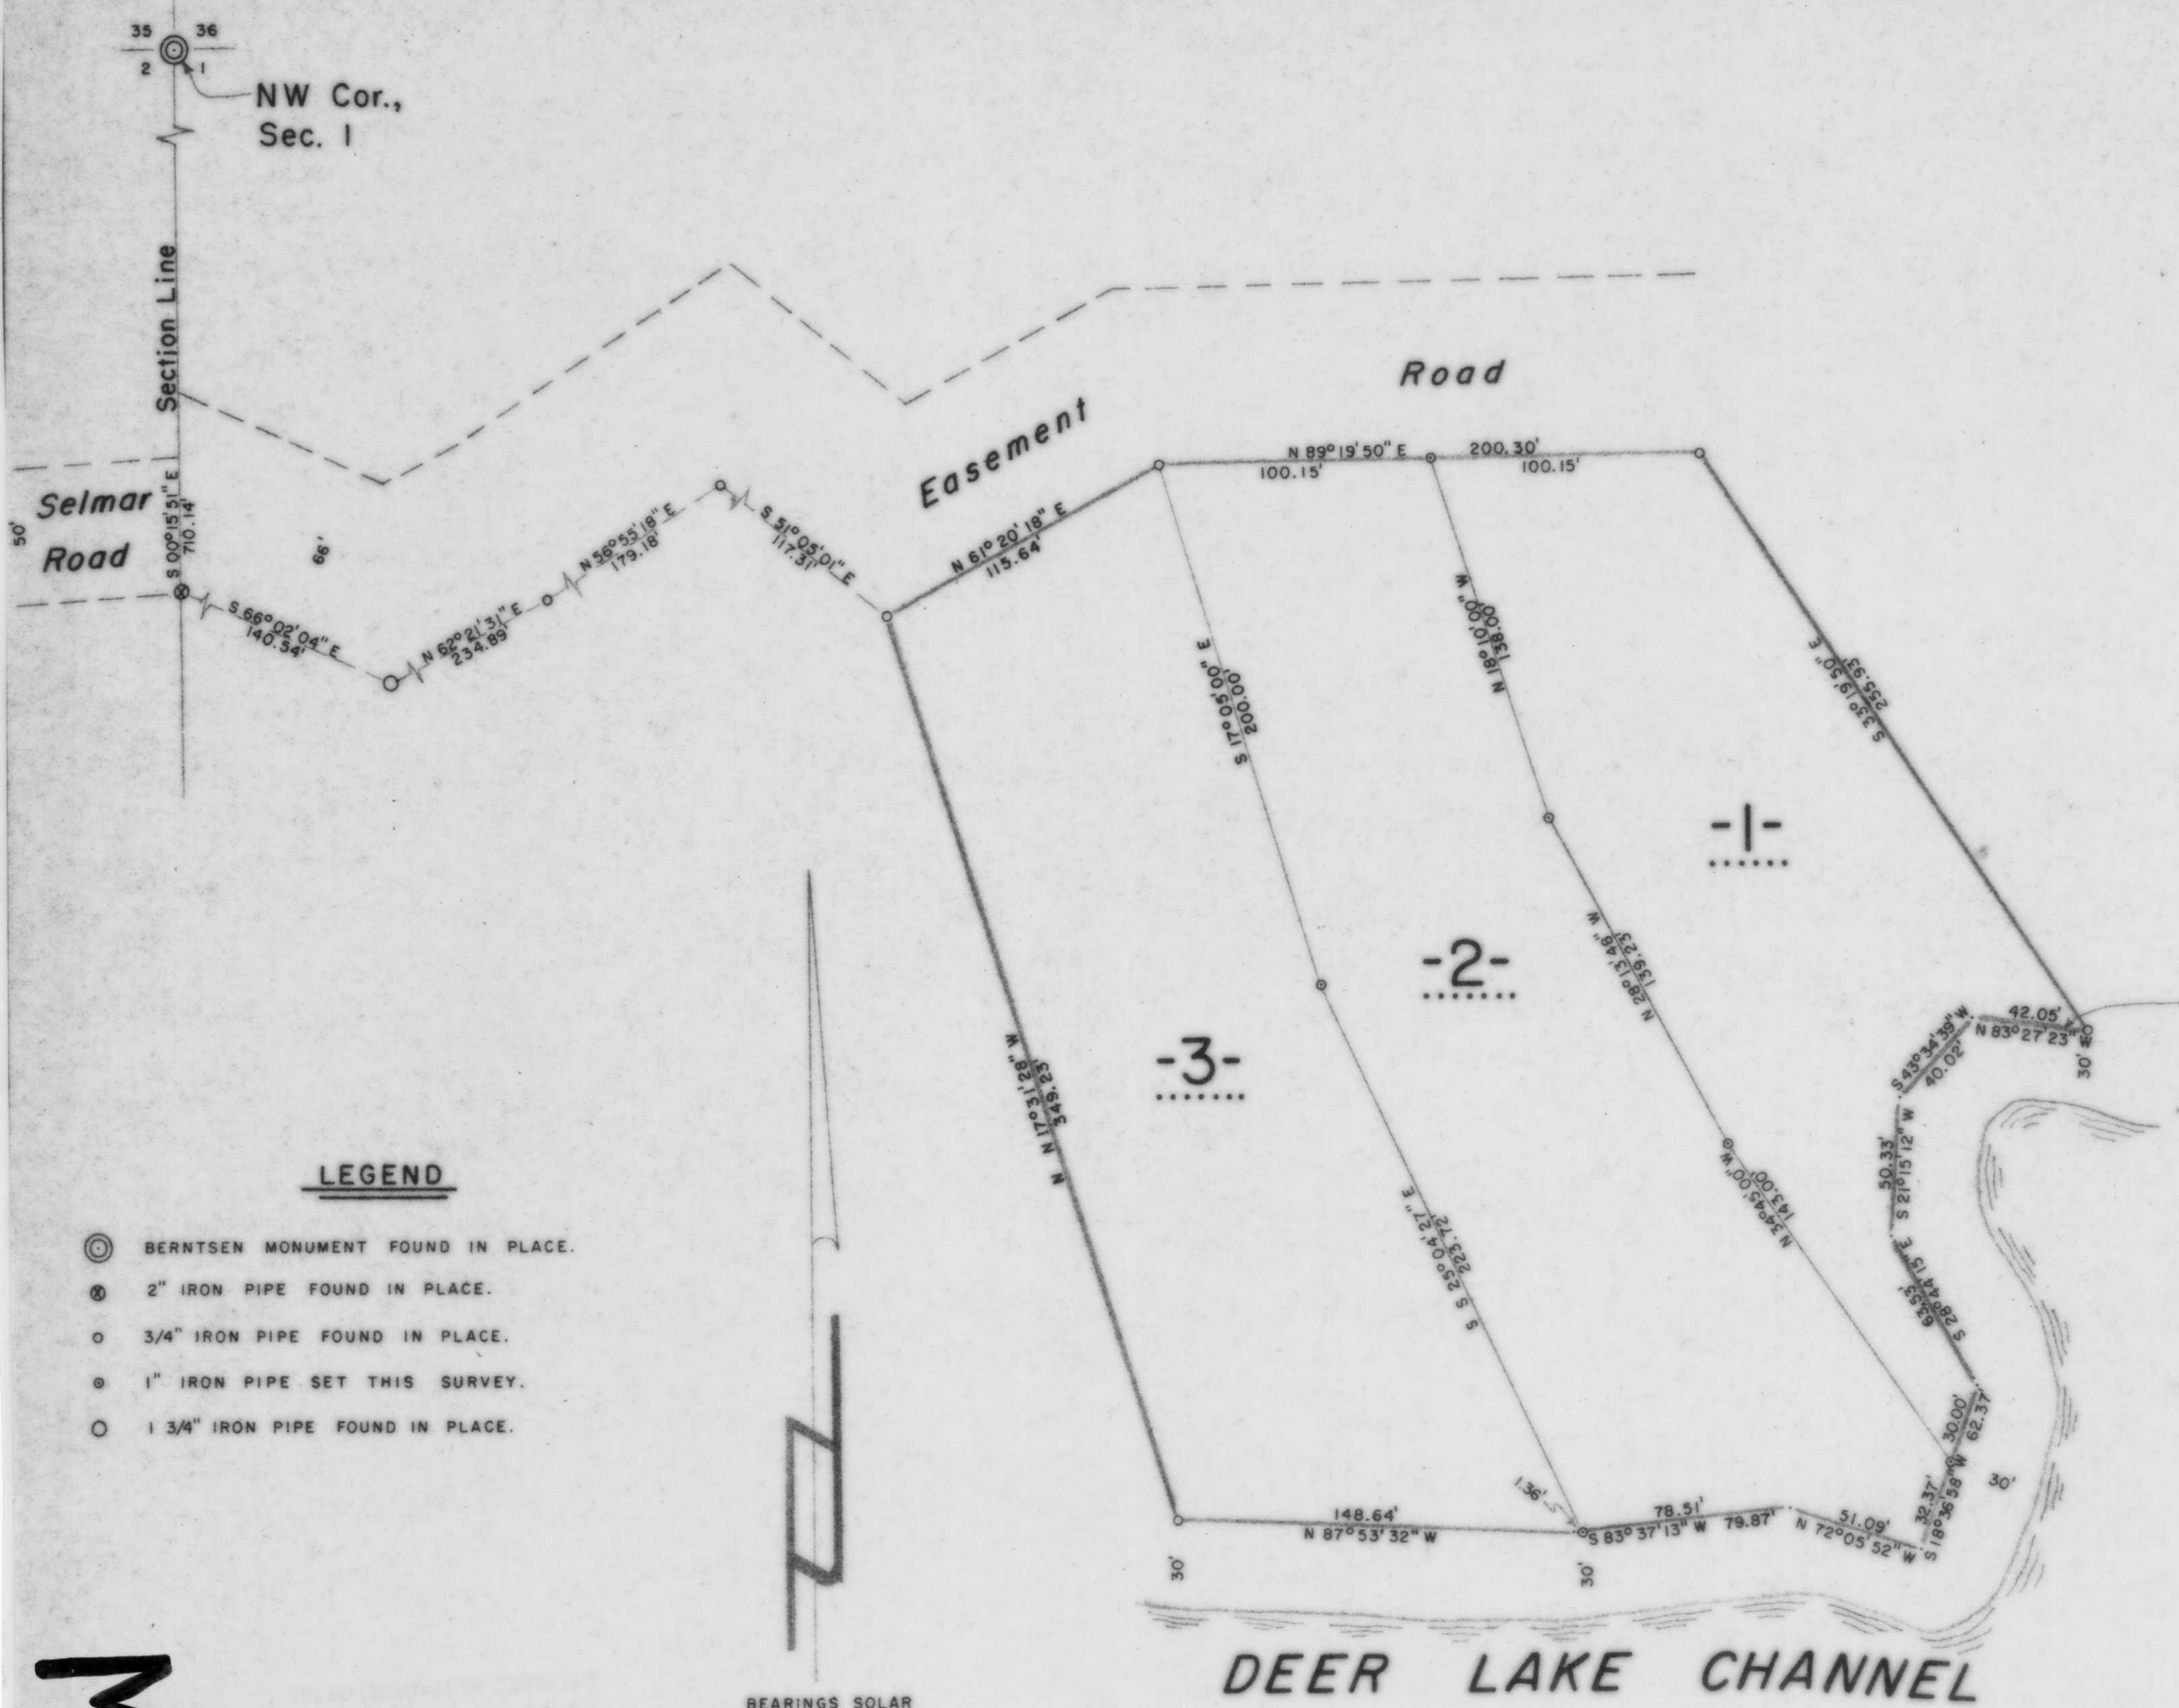 35 36
2 1
NW Cor.,
Sec. 1
Section Line
S 00°15'51" E
710.14'
Selmar
Road
50'
66'
S 66°02'04" E
140.54'
N 62°21'31" E
234.89'
N 56°55'18" E
179.18'
S 51°05'01" E
117.31'
Easement
Road
N 61°20'18" E
115.64'
N 89°19'50" E 200.30'
100.15' 100.15'
S 17°05'00" E
200.00'
N 18°10'00" W
138.00'
S 33°19'50" E
255.93'
-1-
-2-
-3-
N 28°13'48" W
139.23'
N 34°45'00" W
143.00'
N N 17°31'28" W
349.23'
S S 25°04'27" E
223.72'
42.05'
N 83°27'23"
30'
S 43°34'39" W
40.02'
50.33'
S 21°15'12" W
S 28°44'15" E
63.53'
30.00'
62.37'
32.37'
S 18°36'58" W
30'
1.36'
148.64'
N 87°53'32" W
78.51'
S 83°37'13" W 79.87'
51.09'
N 72°05'52" W
30'
30'
DEER LAKE CHANNEL
LEGEND
BERNTSEN MONUMENT FOUND IN PLACE.
2" IRON PIPE FOUND IN PLACE.
3/4" IRON PIPE FOUND IN PLACE.
1" IRON PIPE SET THIS SURVEY.
1 3/4" IRON PIPE FOUND IN PLACE.
BEARINGS SOLAR